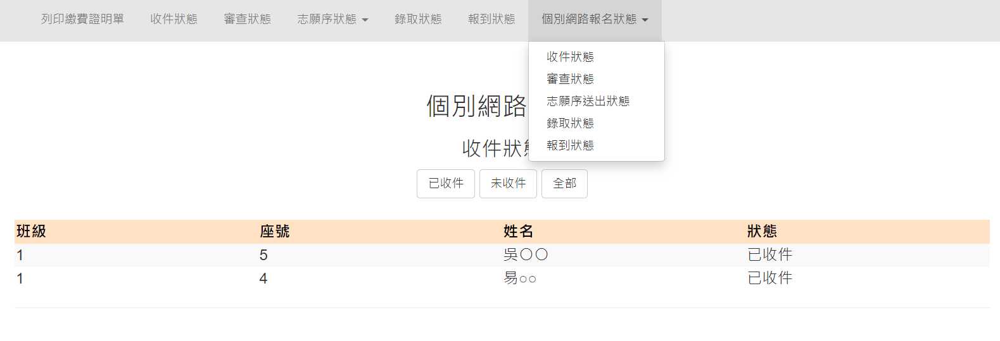 列印繳費證明單 收件狀態 審查狀態 志願序狀態 錄取狀態 報到狀態 個別網路報名狀態
收件狀態
審查狀態
志願序送出狀態
錄取狀態
報到狀態
個別網路
收件狀
已收件 未收件 全部
班級 座號 姓名 狀態
1 5 吳〇〇 已收件
1 4 易○○ 已收件